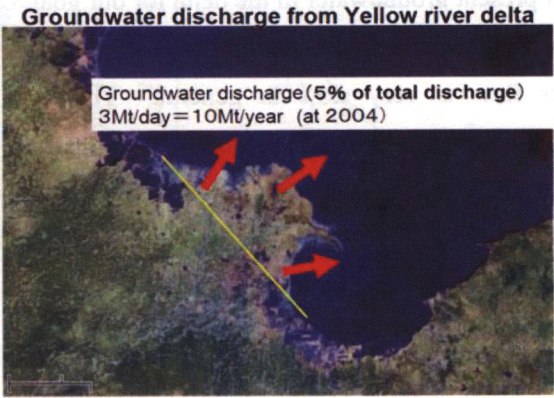 Groundwater discharge from Yellow river delta
Groundwater discharge(5% of total discharge)
3Mt/day=10Mt/year (at 2004)